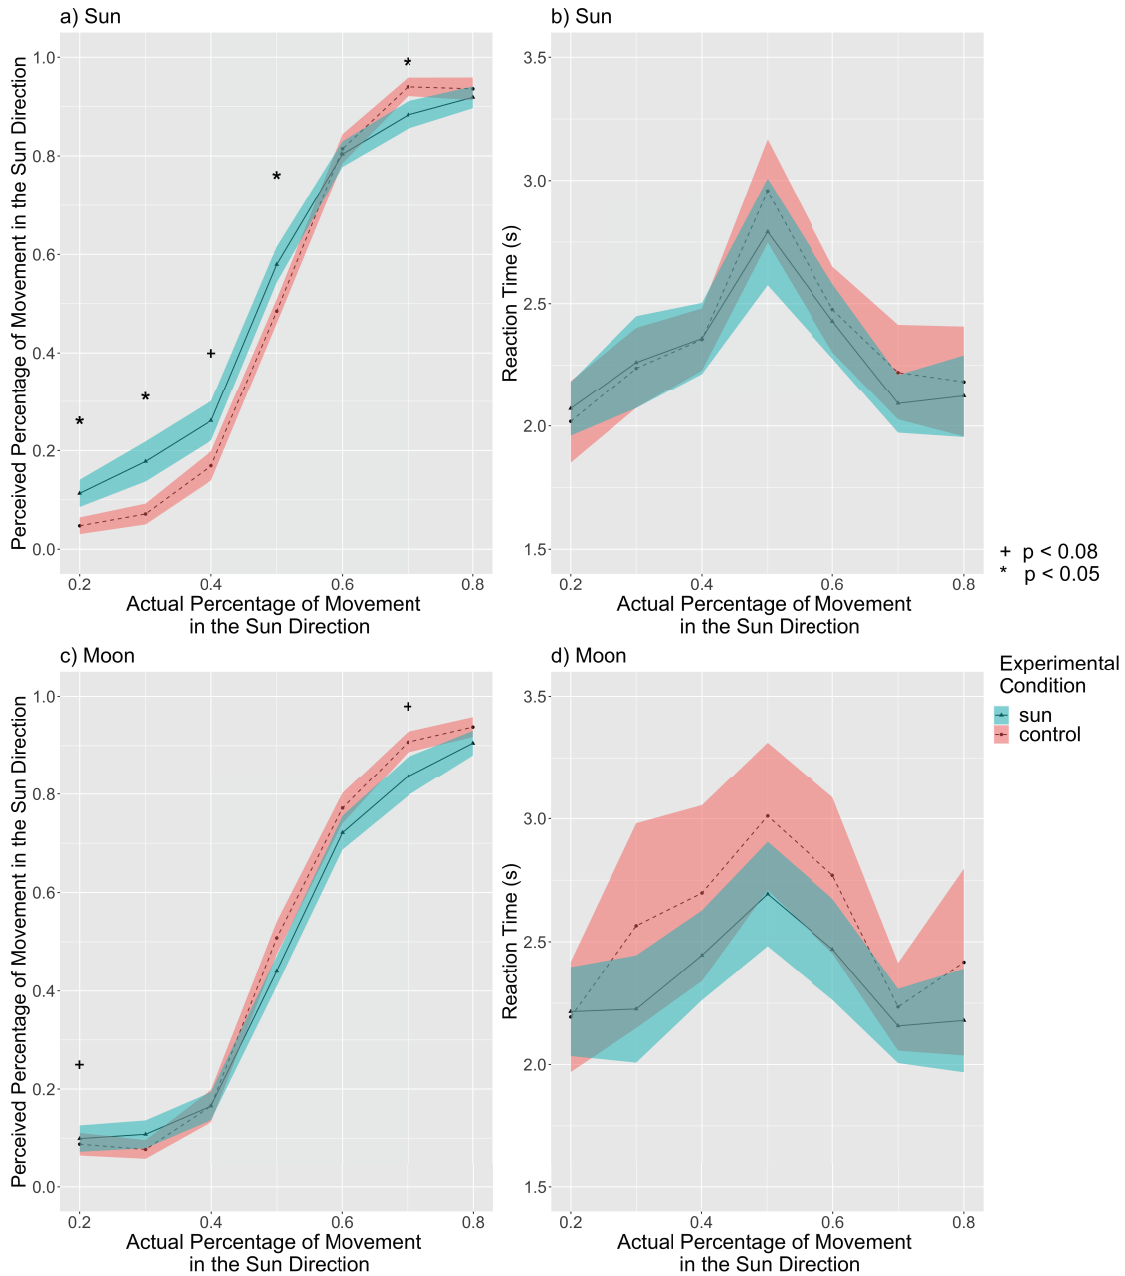 a) Sun
Perceived Percentage of Movement in the Sun Direction
1.0
0.8
0.6
0.4
0.2
0.0
*
*
+
*
*
0.2 0.4 0.6 0.8
Actual Percentage of Movement
in the Sun Direction
b) Sun
Reaction Time (s)
3.5
3.0
2.5
2.0
1.5
0.2 0.4 0.6 0.8
Actual Percentage of Movement
in the Sun Direction
+ p < 0.08
* p < 0.05
c) Moon
Perceived Percentage of Movement in the Sun Direction
1.0
0.8
0.6
0.4
0.2
0.0
+
+
0.2 0.4 0.6 0.8
Actual Percentage of Movement
in the Sun Direction
d) Moon
Reaction Time (s)
3.5
3.0
2.5
2.0
1.5
0.2 0.4 0.6 0.8
Actual Percentage of Movement
in the Sun Direction
Experimental
Condition
sun
control